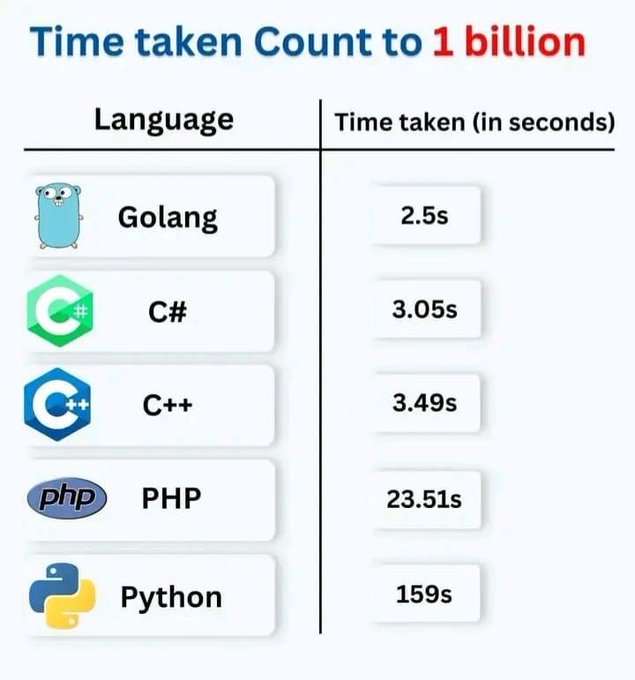 Time taken Count to 1 billion
Language Time taken (in seconds)
Golang 2.5s
C# C# 3.05s
C++ C++ 3.49s
php PHP 23.51s
Python 159s